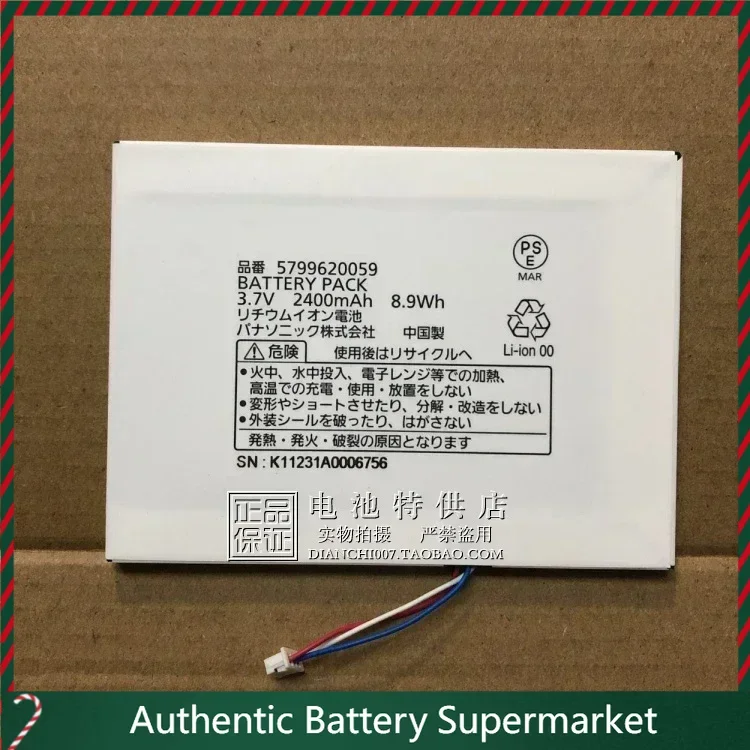 PS
E
MAR
品番 5799620059
BATTERY PACK
3.7V 2400mAh 8.9Wh
リチウムイオン電池
パナソニック株式会社 中国製
Li-ion 00
危険 使用後はリサイクルへ
•火中、水中投入、電子レンジ等での加熱、
高温での充電・使用・放置をしない
•変形やショートさせたり、分解・改造をしない
•外装シールを破ったり、はがさない
発熱・発火・破裂の原因となります
SN : K11231A0006756
正品
保证
电池特供店
实物拍摄 严禁盗用
DIANCHI007.TAOBAO.COM
Authentic Battery Supermarket